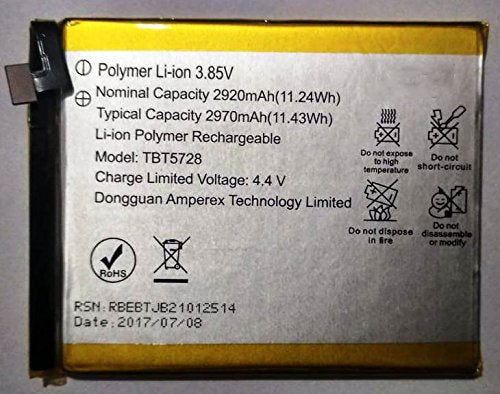 Polymer Li-ion 3.85V
Nominal Capacity 2920mAh(11.24Wh)
Typical Capacity 2970mAh(11.43Wh)
Li-ion Polymer Rechargeable
Model: TBT5728
Charge Limited Voltage: 4.4 V
Dongguan Amperex Technology Limited
Do not expose
to high
temperature
Do not
short-circuit
Do not dispose
in fire
Do not
disassemble
or modify
RoHS
RSN:RBEBTJB21012514
Date:2017/07/08